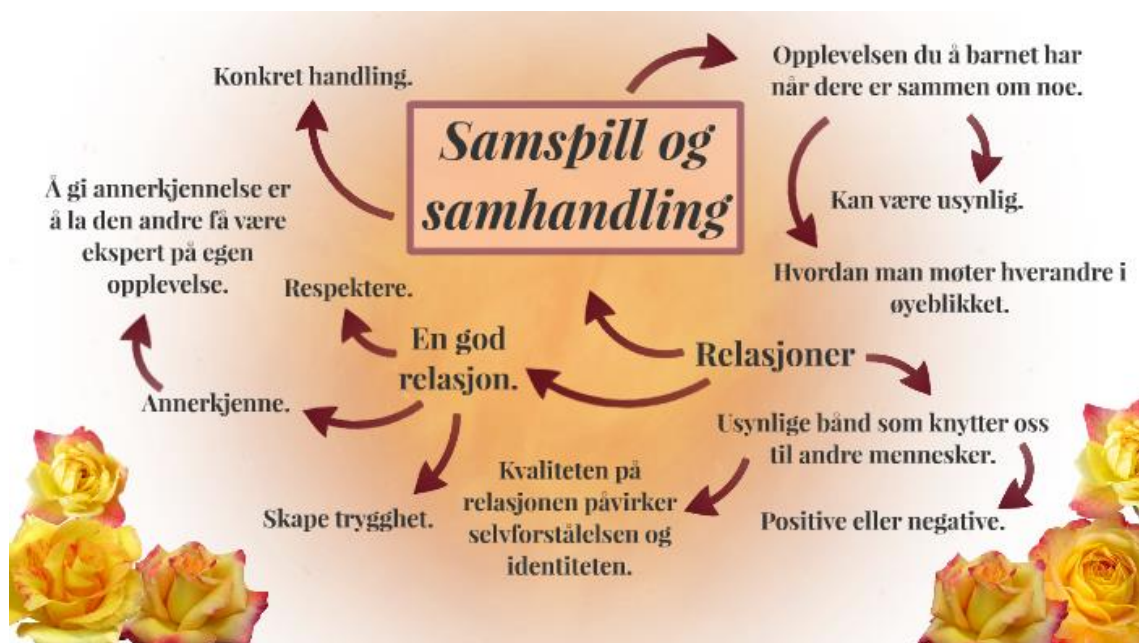 Samspill og
samhandling
Konkret handling.
Opplevelsen du å barnet har
når dere er sammen om noe.
Kan være usynlig.
Hvordan man møter hverandre i
øyeblikket.
Å gi annerkjennelse er
å la den andre få være
ekspert på egen
opplevelse.
Respektere.
En god
relasjon.
Relasjoner
Annerkjenne.
Usynlige bånd som knytter oss
til andre mennesker.
Skape trygghet.
Kvaliteten på
relasjonen påvirker
selvforstålelsen og
identiteten.
Positive eller negative.